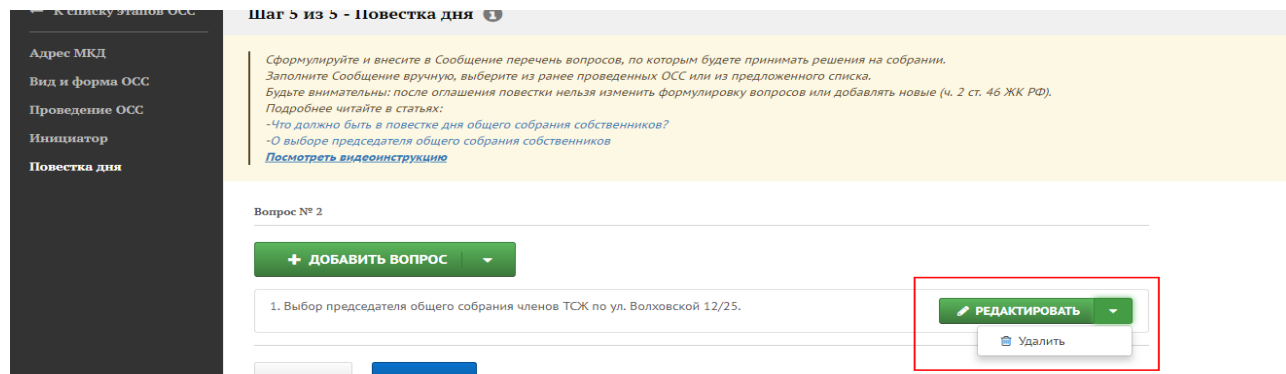 ← К списку этапов ОСС
Шаг 5 из 5 - Повестка дня
Адрес МКД
Вид и форма ОСС
Проведение ОСС
Инициатор
Повестка дня
Сформулируйте и внесите в Сообщение перечень вопросов, по которым будете принимать решения на собрании.
Заполните Сообщение вручную, выберите из ранее проведенных ОСС или из предложенного списка.
Будьте внимательны: после оглашения повестки нельзя изменить формулировку вопросов или добавлять новые (ч. 2 ст. 46 ЖК РФ).
Подробнее читайте в статьях:
-Что должно быть в повестке дня общего собрания собственников?
-О выборе председателя общего собрания собственников
Посмотреть видеоинструкцию
Вопрос № 2
+ ДОБАВИТЬ ВОПРОС
1. Выбор председателя общего собрания членов ТСЖ по ул. Волховской 12/25.
РЕДАКТИРОВАТЬ
Удалить